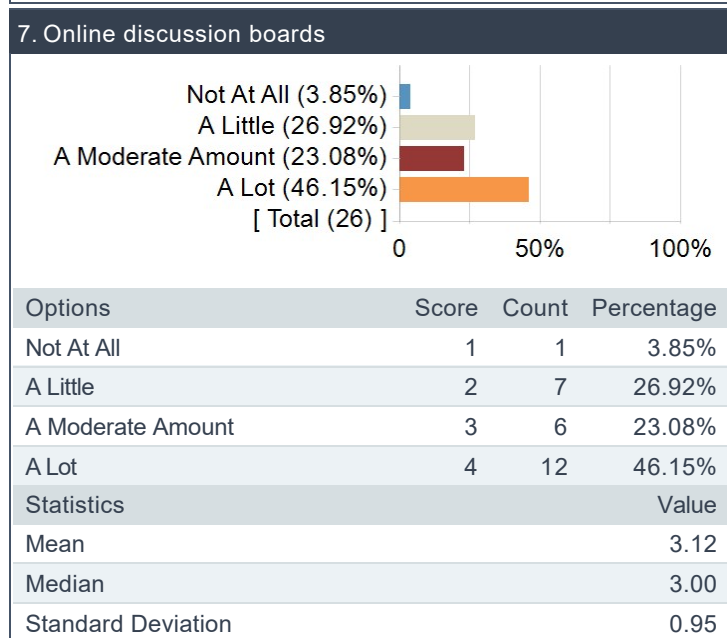 7. Online discussion boards
Not At All (3.85%)
A Little (26.92%)
A Moderate Amount (23.08%)
A Lot (46.15%)
[ Total (26) ]
0 50% 100%
Options Score Count Percentage
Not At All 1 1 3.85%
A Little 2 7 26.92%
A Moderate Amount 3 6 23.08%
A Lot 4 12 46.15%
Statistics Value
Mean 3.12
Median 3.00
Standard Deviation 0.95